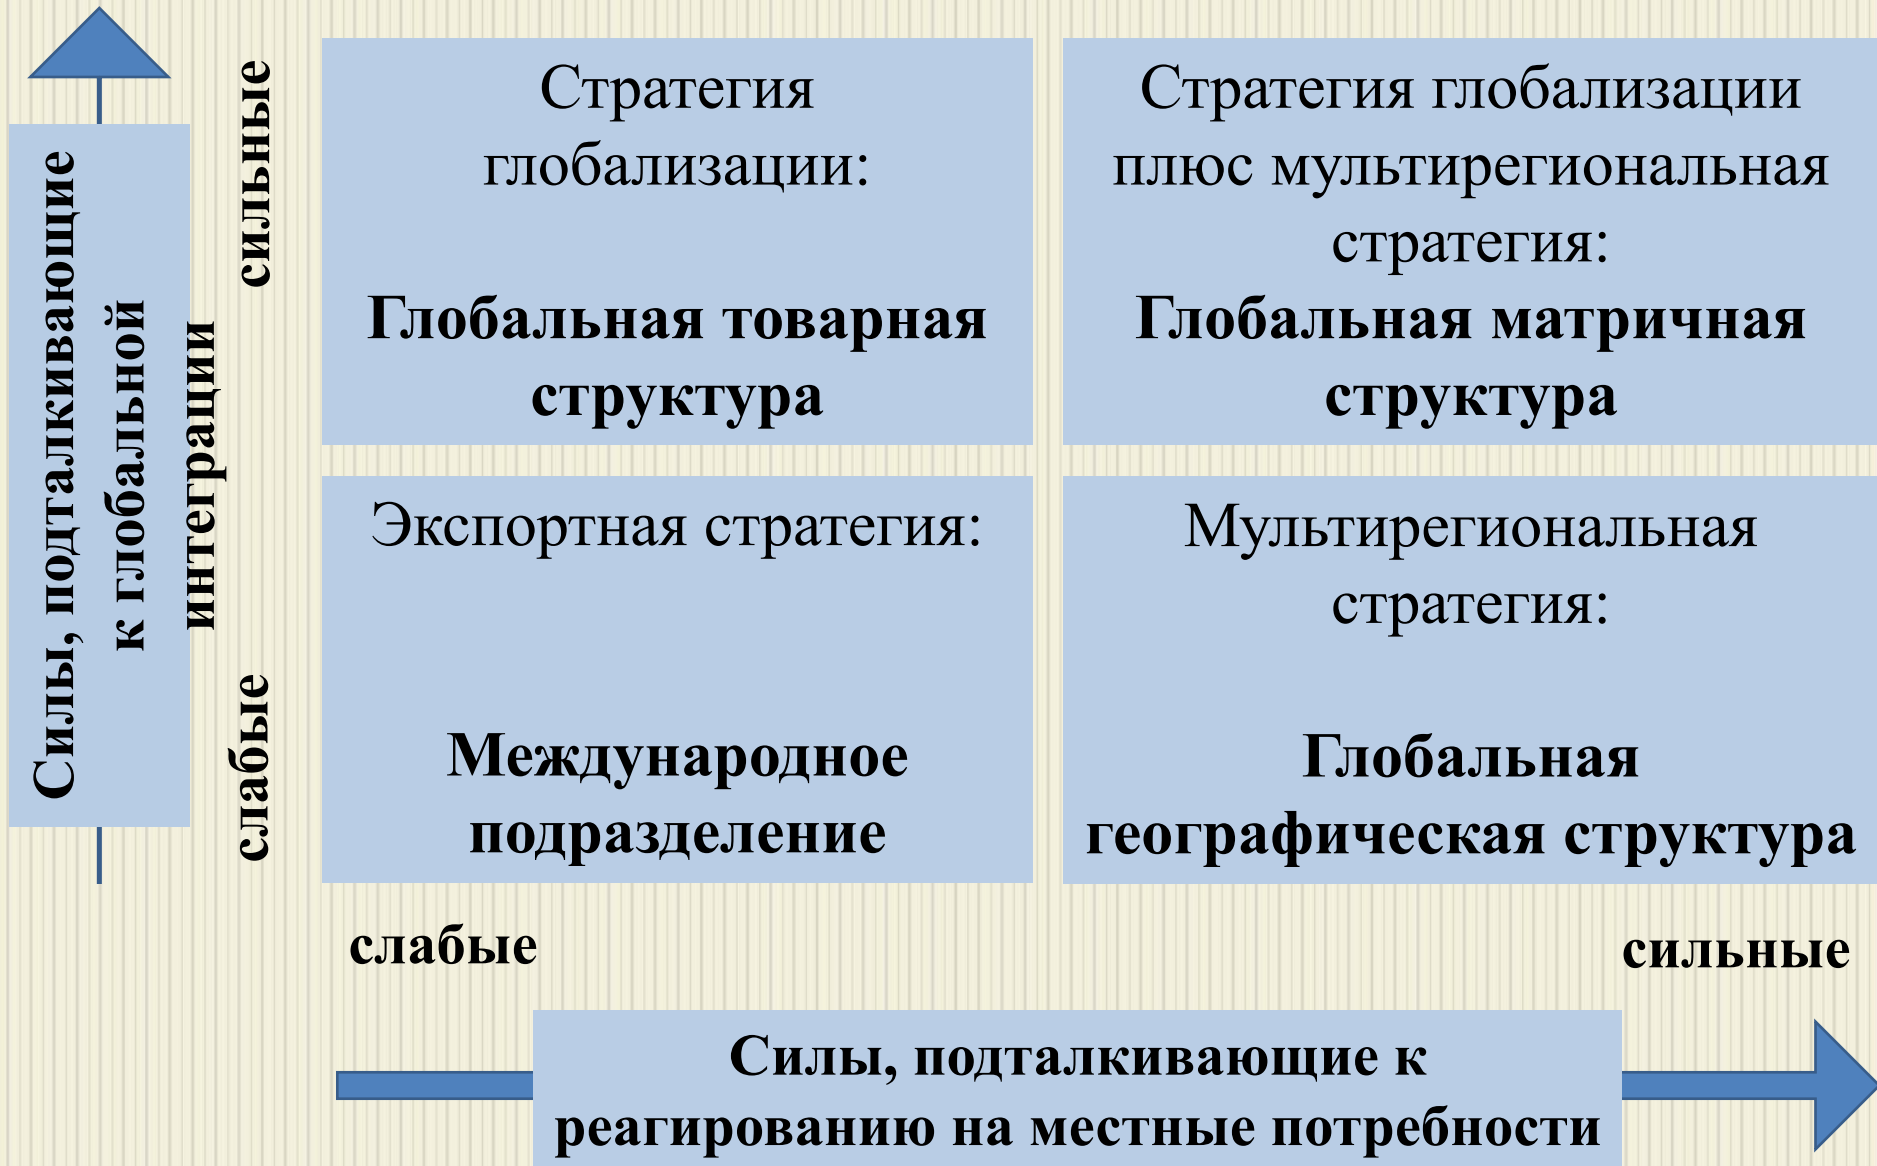 Силы, подталкивающие
к глобальной
интеграции
сильные
слабые
Стратегия
глобализации:
Глобальная товарная
структура
Стратегия глобализации
плюс мультирегиональная
стратегия:
Глобальная матричная
структура
Экспортная стратегия:
Международное
подразделение
Мультирегиональная
стратегия:
Глобальная
географическая структура
слабые
сильные
Силы, подталкивающие к
реагированию на местные потребности